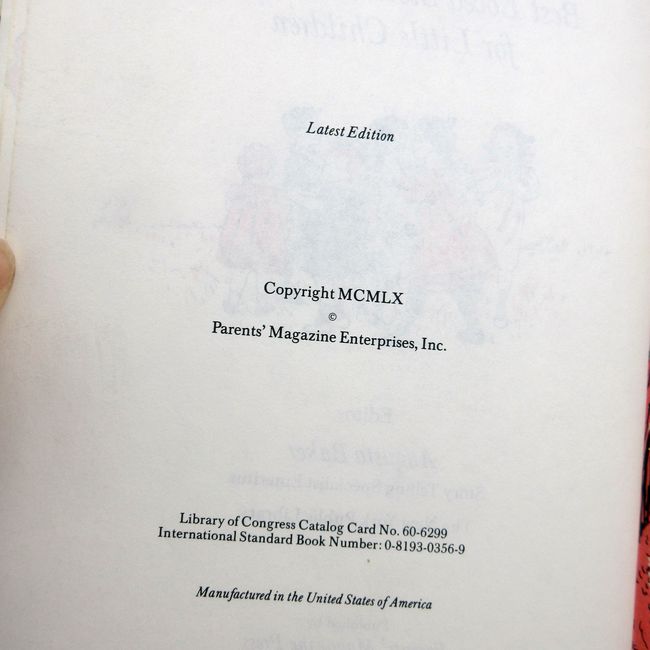 Latest Edition
Copyright MCMLX
©
Parents' Magazine Enterprises, Inc.
Library of Congress Catalog Card No. 60-6299
International Standard Book Number: 0-8193-0356-9
Manufactured in the United States of America